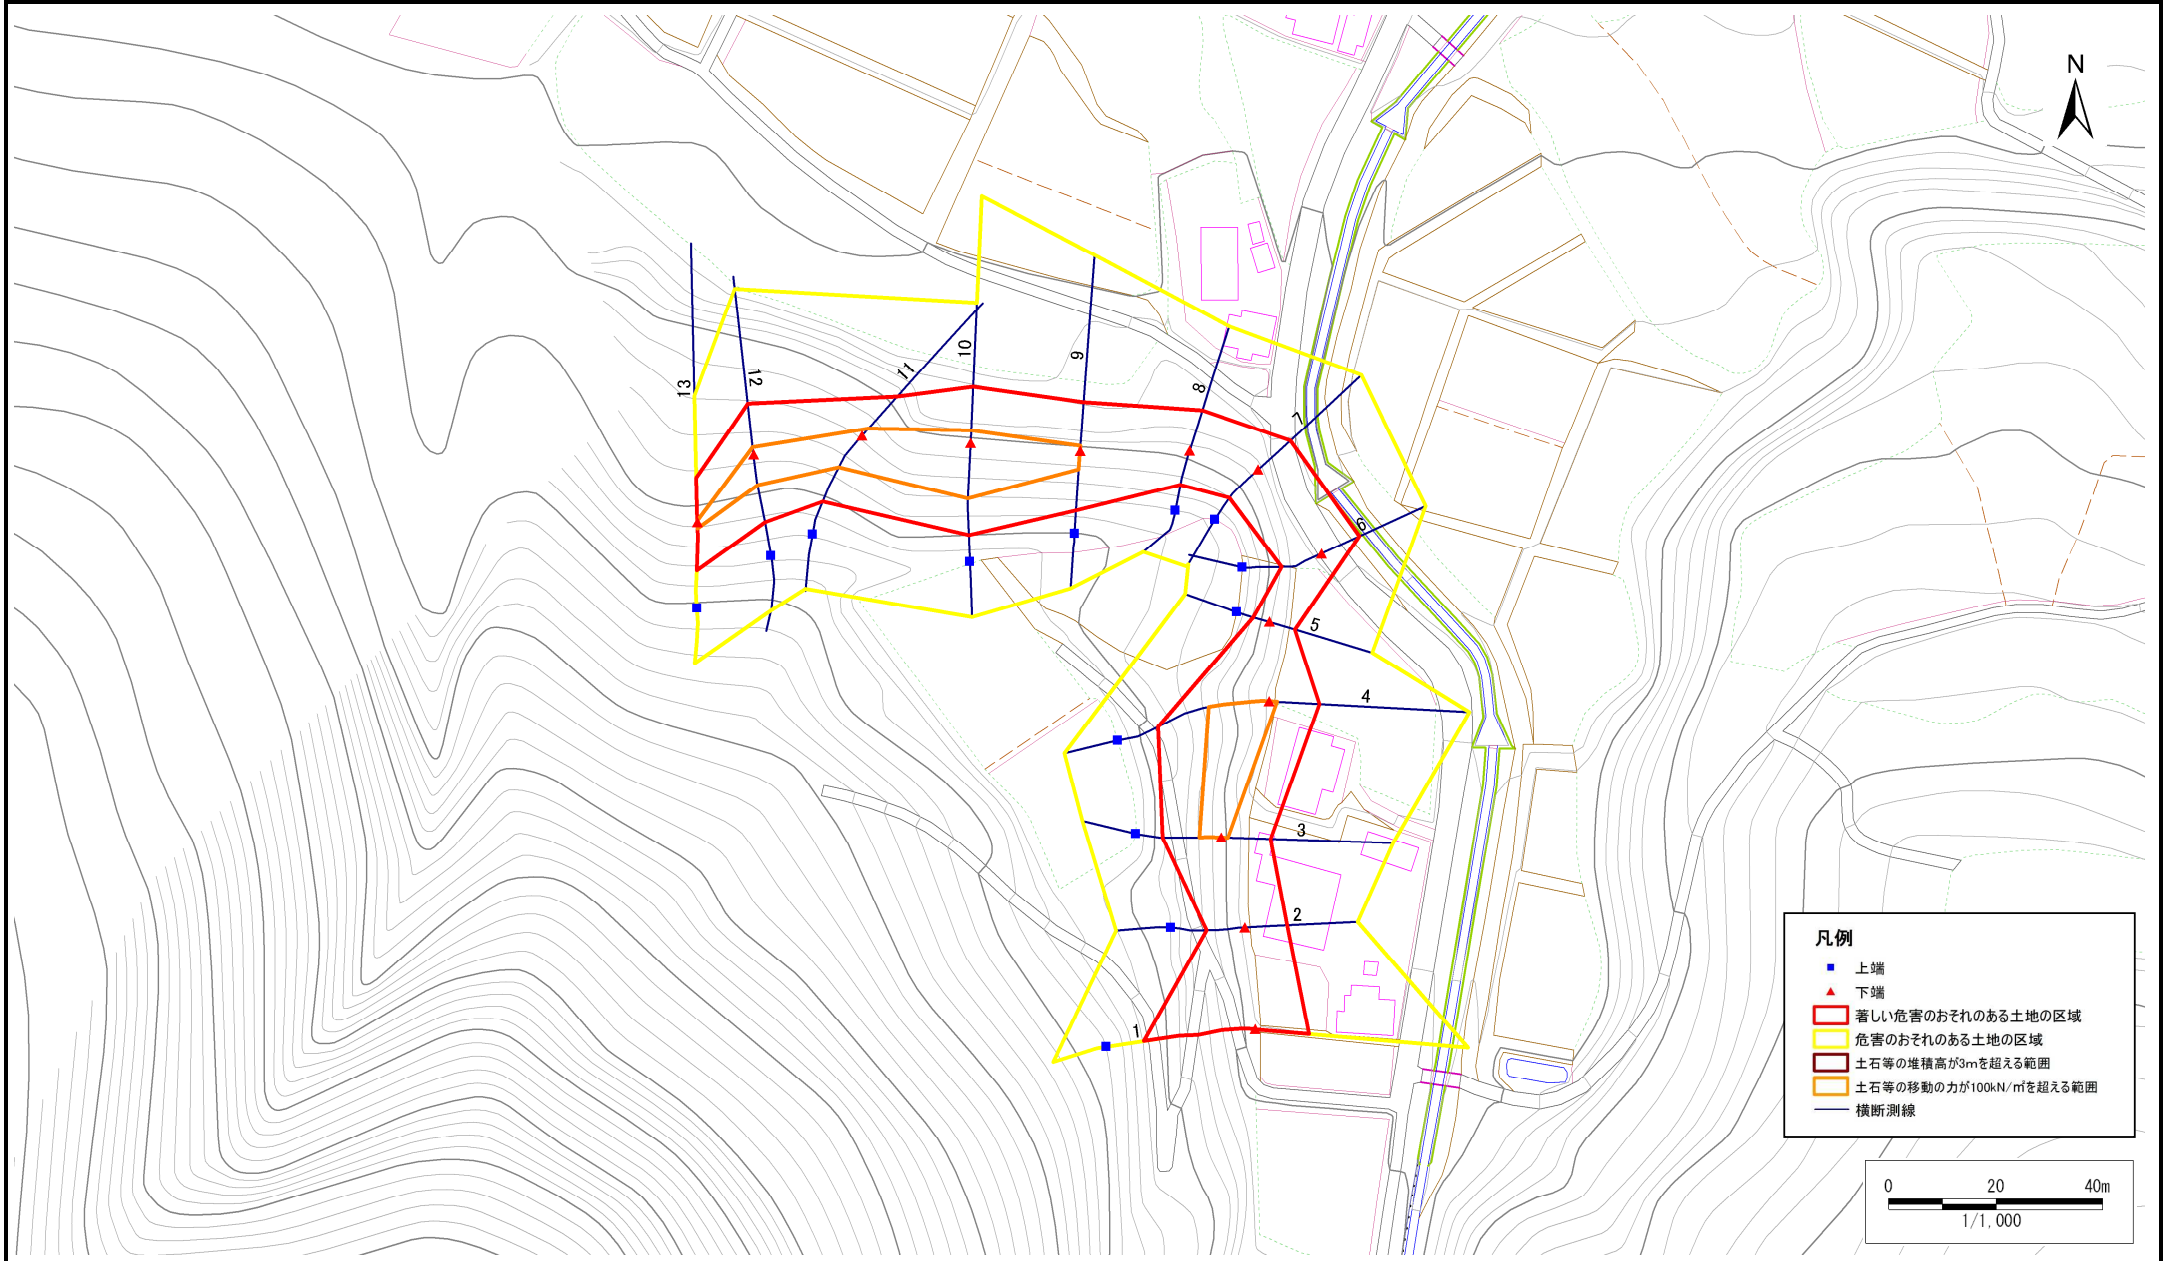 N
13
12
11
10
9
8
7
6
5
4
3
2
1
凡例
上端
下端
著しい危害のおそれのある土地の区域
危害のおそれのある土地の区域
土石等の堆積高が3mを超える範囲
土石等の移動の力が100kN/㎡を超える範囲
横断測線
0 20 40m
1/1,000